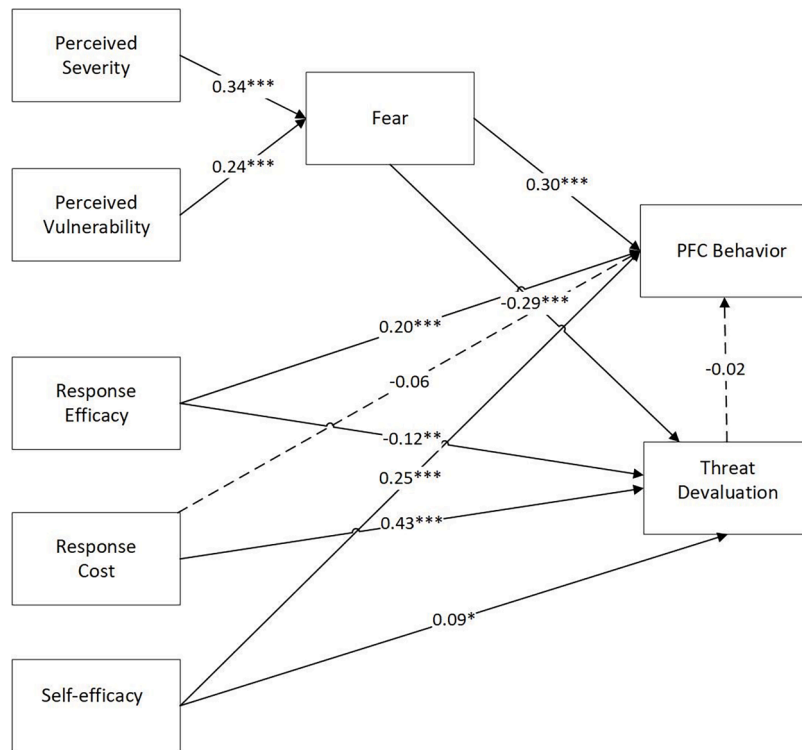 Perceived
Severity
0.34***
Fear
0.24***
Perceived
Vulnerability
0.30***
PFC Behavior
-0.29***
0.20***
Response
Efficacy
-0.06
-0.02
-0.12**
0.25***
Threat
Devaluation
0.43***
Response
Cost
0.09*
Self-efficacy